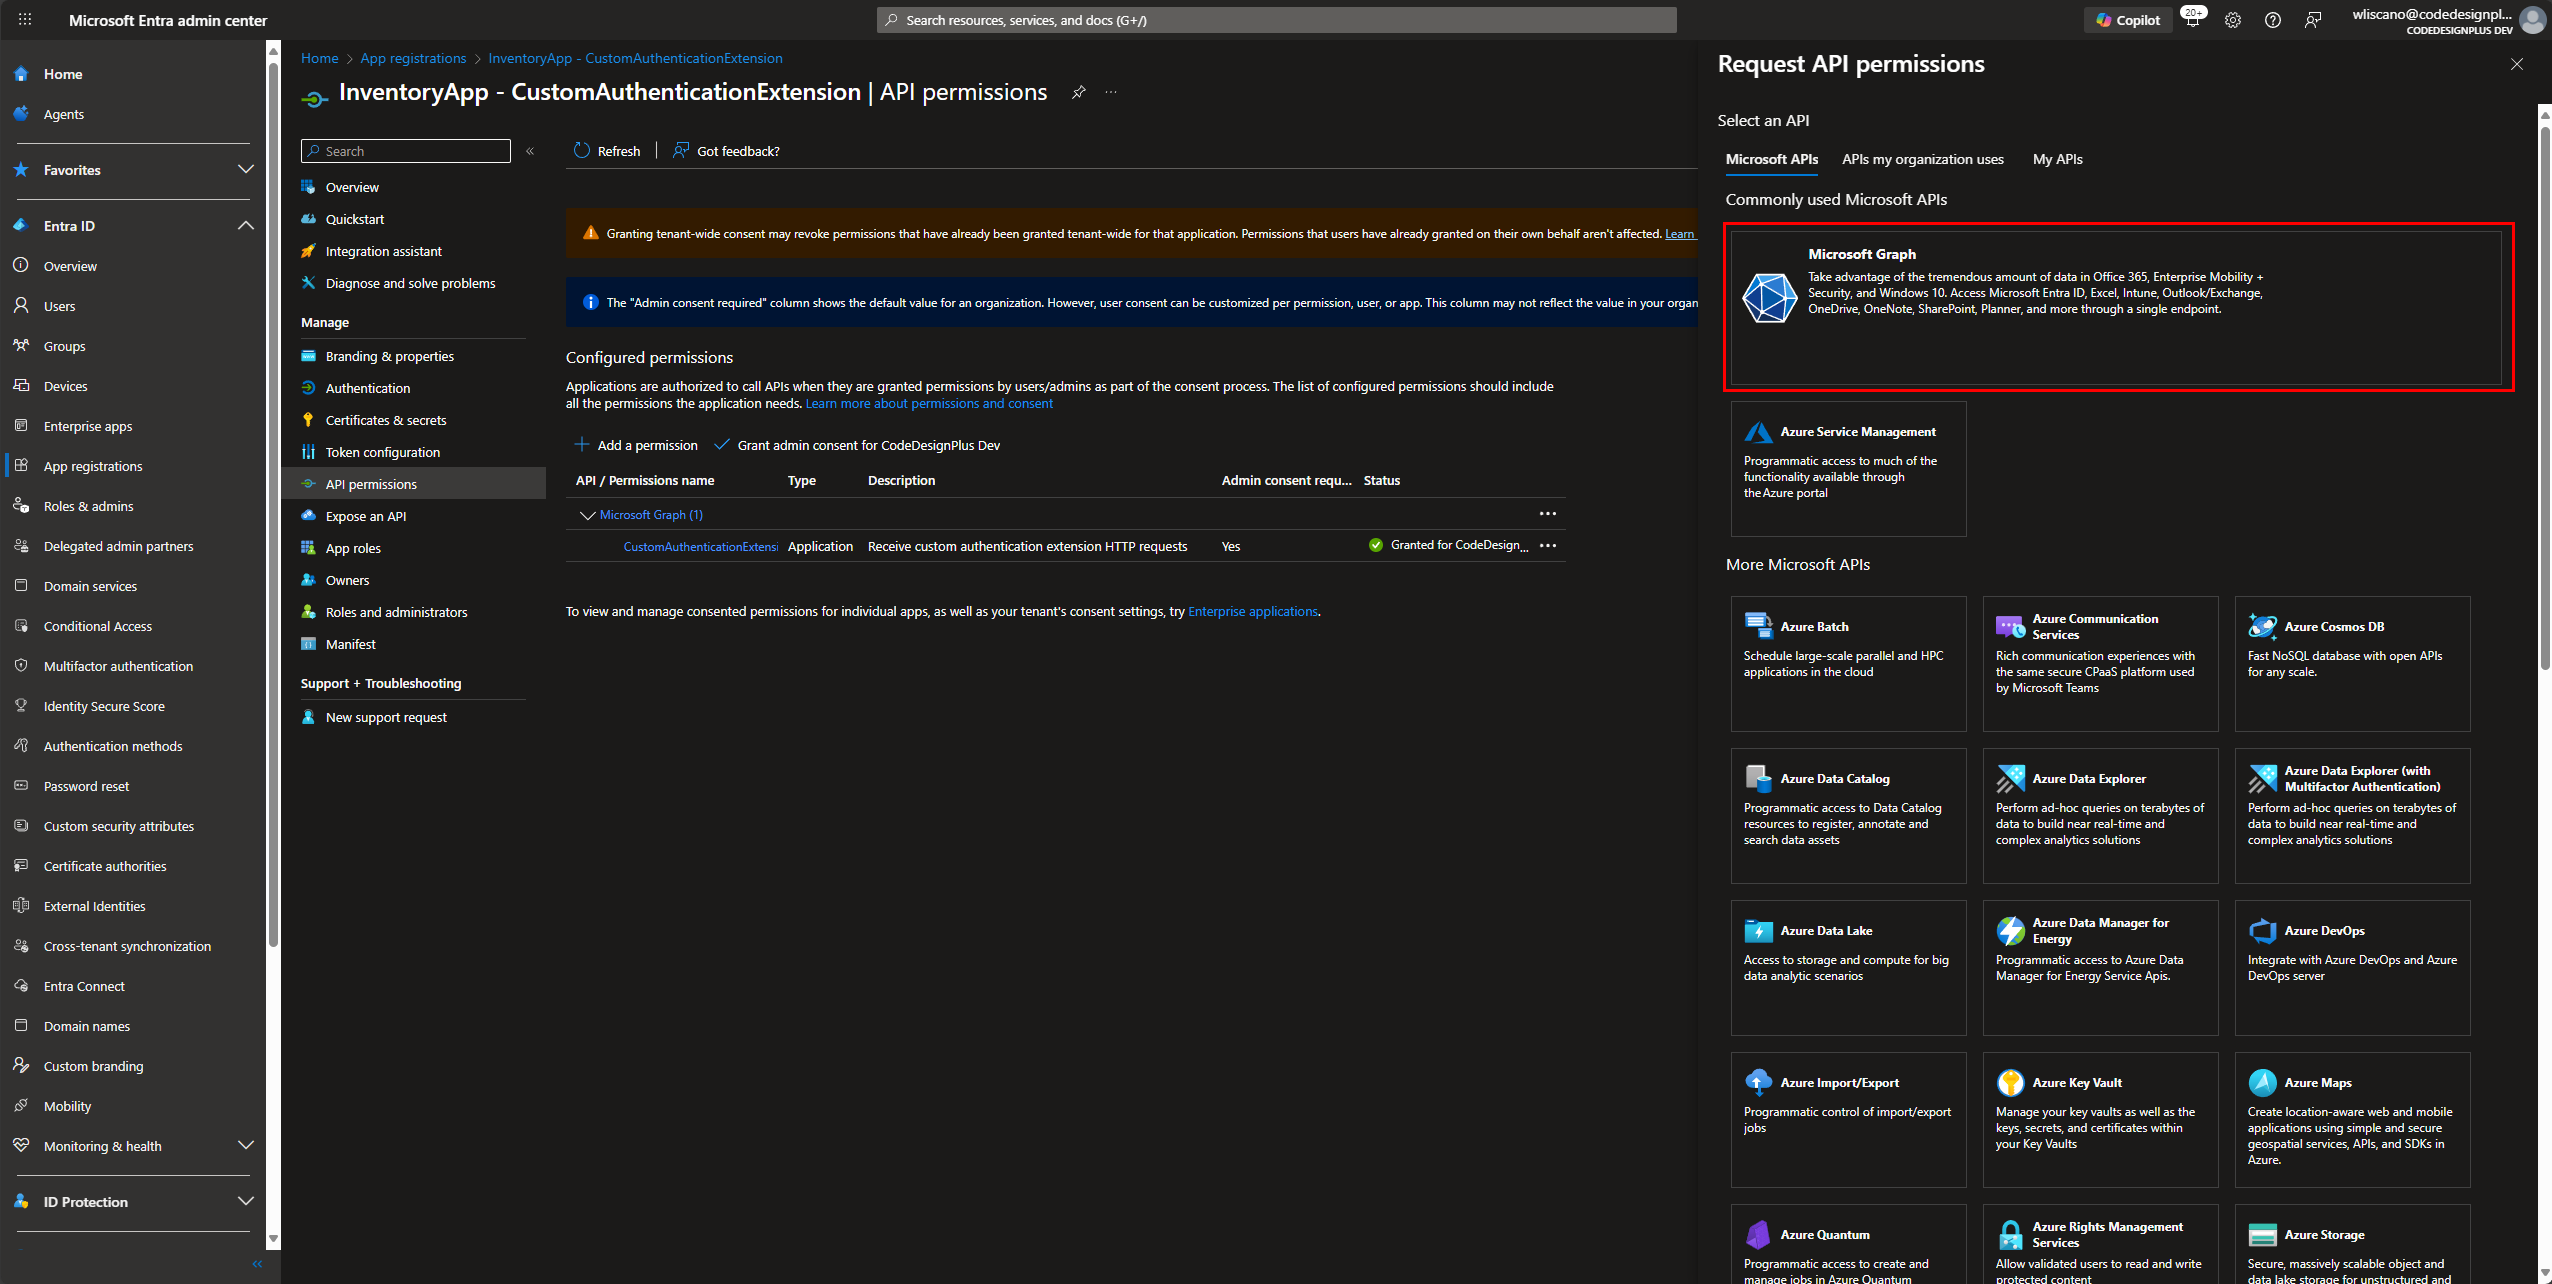 Microsoft Entra admin center
Search resources, services, and docs (G+/)
Copilot
20+
wliscano@codedesignpl...
CODEDESIGNPLUS DEV
Home
Agents
Favorites
Entra ID
Overview
Users
Groups
Devices
Enterprise apps
App registrations
Roles & admins
Delegated admin partners
Domain services
Conditional Access
Multifactor authentication
Identity Secure Score
Authentication methods
Password reset
Custom security attributes
Certificate authorities
External Identities
Cross-tenant synchronization
Entra Connect
Domain names
Custom branding
Mobility
Monitoring & health
ID Protection
Home > App registrations > InventoryApp - CustomAuthenticationExtension
InventoryApp - CustomAuthenticationExtension | API permissions
Search
Overview
Quickstart
Integration assistant
Diagnose and solve problems
Manage
Branding & properties
Authentication
Certificates & secrets
Token configuration
API permissions
Expose an API
App roles
Owners
Roles and administrators
Manifest
Support + Troubleshooting
New support request
Refresh
Got feedback?
Granting tenant-wide consent may revoke permissions that have already been granted tenant-wide for that application. Permissions that users have already granted on their own behalf aren't affected. Learn
The "Admin consent required" column shows the default value for an organization. However, user consent can be customized per permission, user, or app. This column may not reflect the value in your organ
Configured permissions
Applications are authorized to call APIs when they are granted permissions by users/admins as part of the consent process. The list of configured permissions should include
all the permissions the application needs. Learn more about permissions and consent
Add a permission
Grant admin consent for CodeDesignPlus Dev
API / Permissions name Type Description Admin consent requ... Status
Microsoft Graph (1)
CustomAuthenticationExtensi Application Receive custom authentication extension HTTP requests Yes Granted for CodeDesign...
To view and manage consented permissions for individual apps, as well as your tenant's consent settings, try Enterprise applications.
Request API permissions
Select an API
Microsoft APIs
APIs my organization uses
My APIs
Commonly used Microsoft APIs
Microsoft Graph
Take advantage of the tremendous amount of data in Office 365, Enterprise Mobility +
Security, and Windows 10. Access Microsoft Entra ID, Excel, Intune, Outlook/Exchange,
OneDrive, OneNote, SharePoint, Planner, and more through a single endpoint.
Azure Service Management
Programmatic access to much of the
functionality available through
the Azure portal
More Microsoft APIs
Azure Batch
Schedule large-scale parallel and HPC
applications in the cloud
Azure Communication
Services
Rich communication experiences with
the same secure CPaaS platform used
by Microsoft Teams
Azure Cosmos DB
Fast NoSQL database with open APIs
for any scale.
Azure Data Catalog
Programmatic access to Data Catalog
resources to register, annotate and
search data assets
Azure Data Explorer
Perform ad-hoc queries on terabytes of
data to build near real-time and
complex analytics solutions
Azure Data Explorer (with
Multifactor Authentication)
Perform ad-hoc queries on terabytes of
data to build near real-time and
complex analytics solutions
Azure Data Lake
Access to storage and compute for big
data analytic scenarios
Azure Data Manager for
Energy
Programmatic access to Azure Data
Manager for Energy Service Apis.
Azure DevOps
Integrate with Azure DevOps and Azure
DevOps server
Azure Import/Export
Programmatic control of import/export
jobs
Azure Key Vault
Manage your key vaults as well as the
keys, secrets, and certificates within
your Key Vaults
Azure Maps
Create location-aware web and mobile
applications using simple and secure
geospatial services, APIs, and SDKs in
Azure.
Azure Quantum
Programmatic access to create and
manage jobs in Azure Quantum
Azure Rights Management
Services
Allow validated users to read and write
protected content
Azure Storage
Secure, massively scalable object and
data lake storage for unstructured and